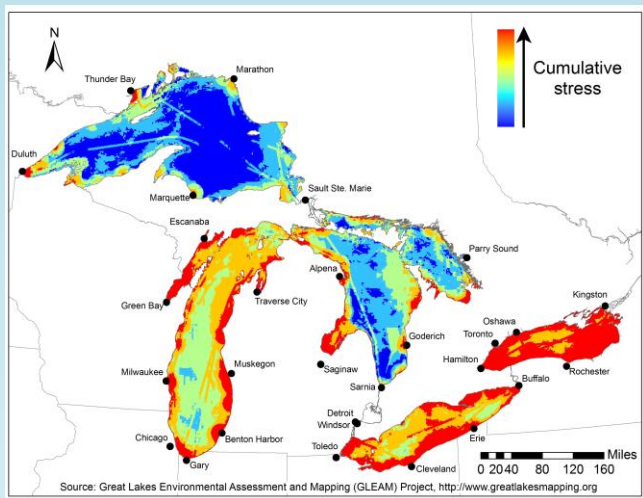 N
Cumulative
stress
Thunder Bay
Marathon
Duluth
Marquette
Sault Ste. Marie
Escanaba
Parry Sound
Alpena
Kingston
Green Bay
Traverse City
Oshawa
Toronto
Goderich
Hamilton
Rochester
Milwaukee
Muskegon
Saginaw
Sarnia
Buffalo
Detroit
Windsor
Chicago
Benton Harbor
Toledo
Erie
Gary
Cleveland
Miles
0 20 40 80 120 160
Source: Great Lakes Environmental Assessment and Mapping (GLEAM) Project, http://www.greatlakesmapping.org